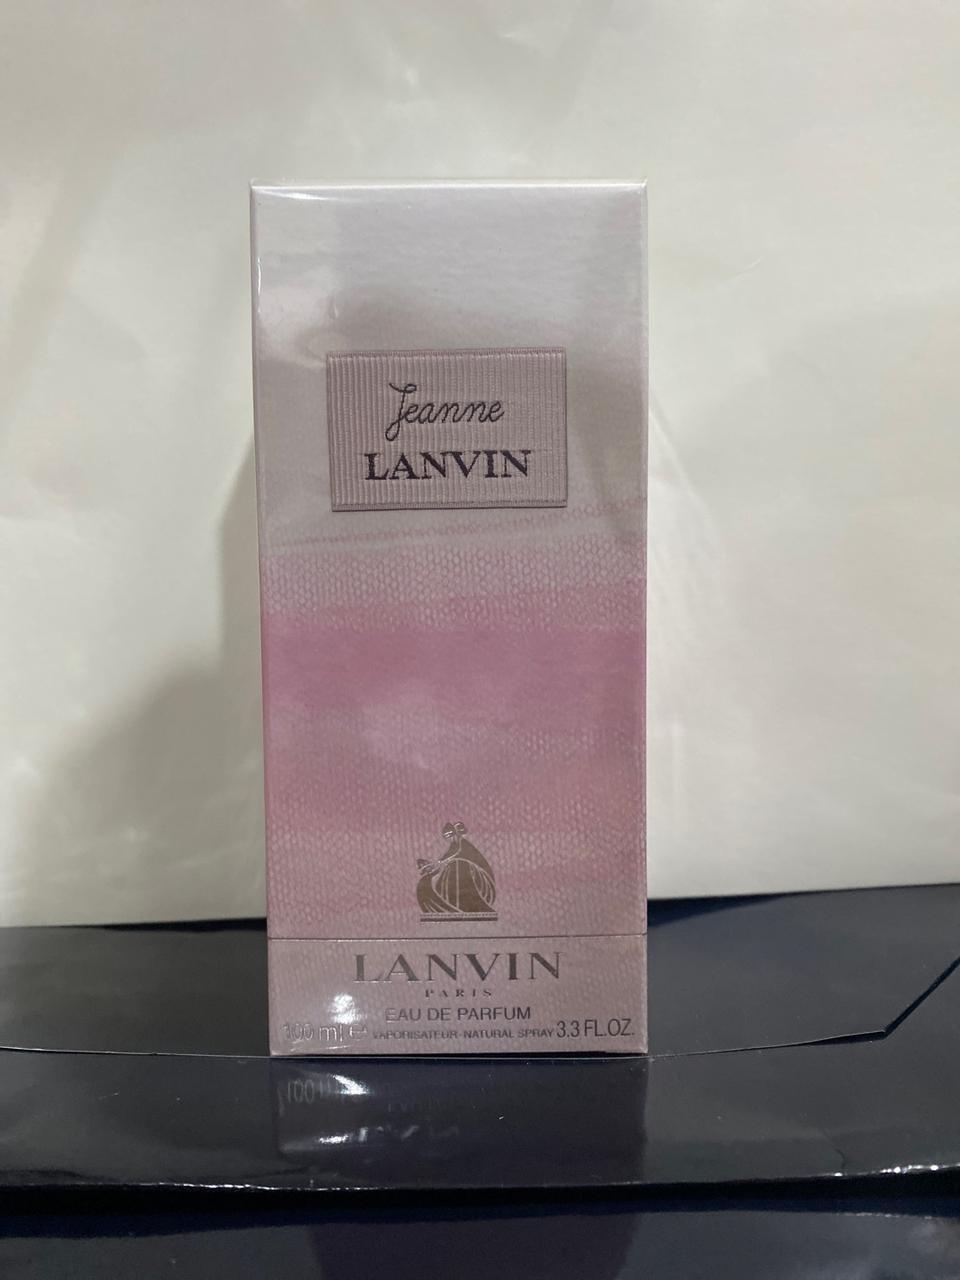 Jeanne
LANVIN
LANVIN
PARIS
EAU DE PARFUM
100 ml e VAPORISATEUR-NATURAL SPRAY 3.3 FL.OZ.